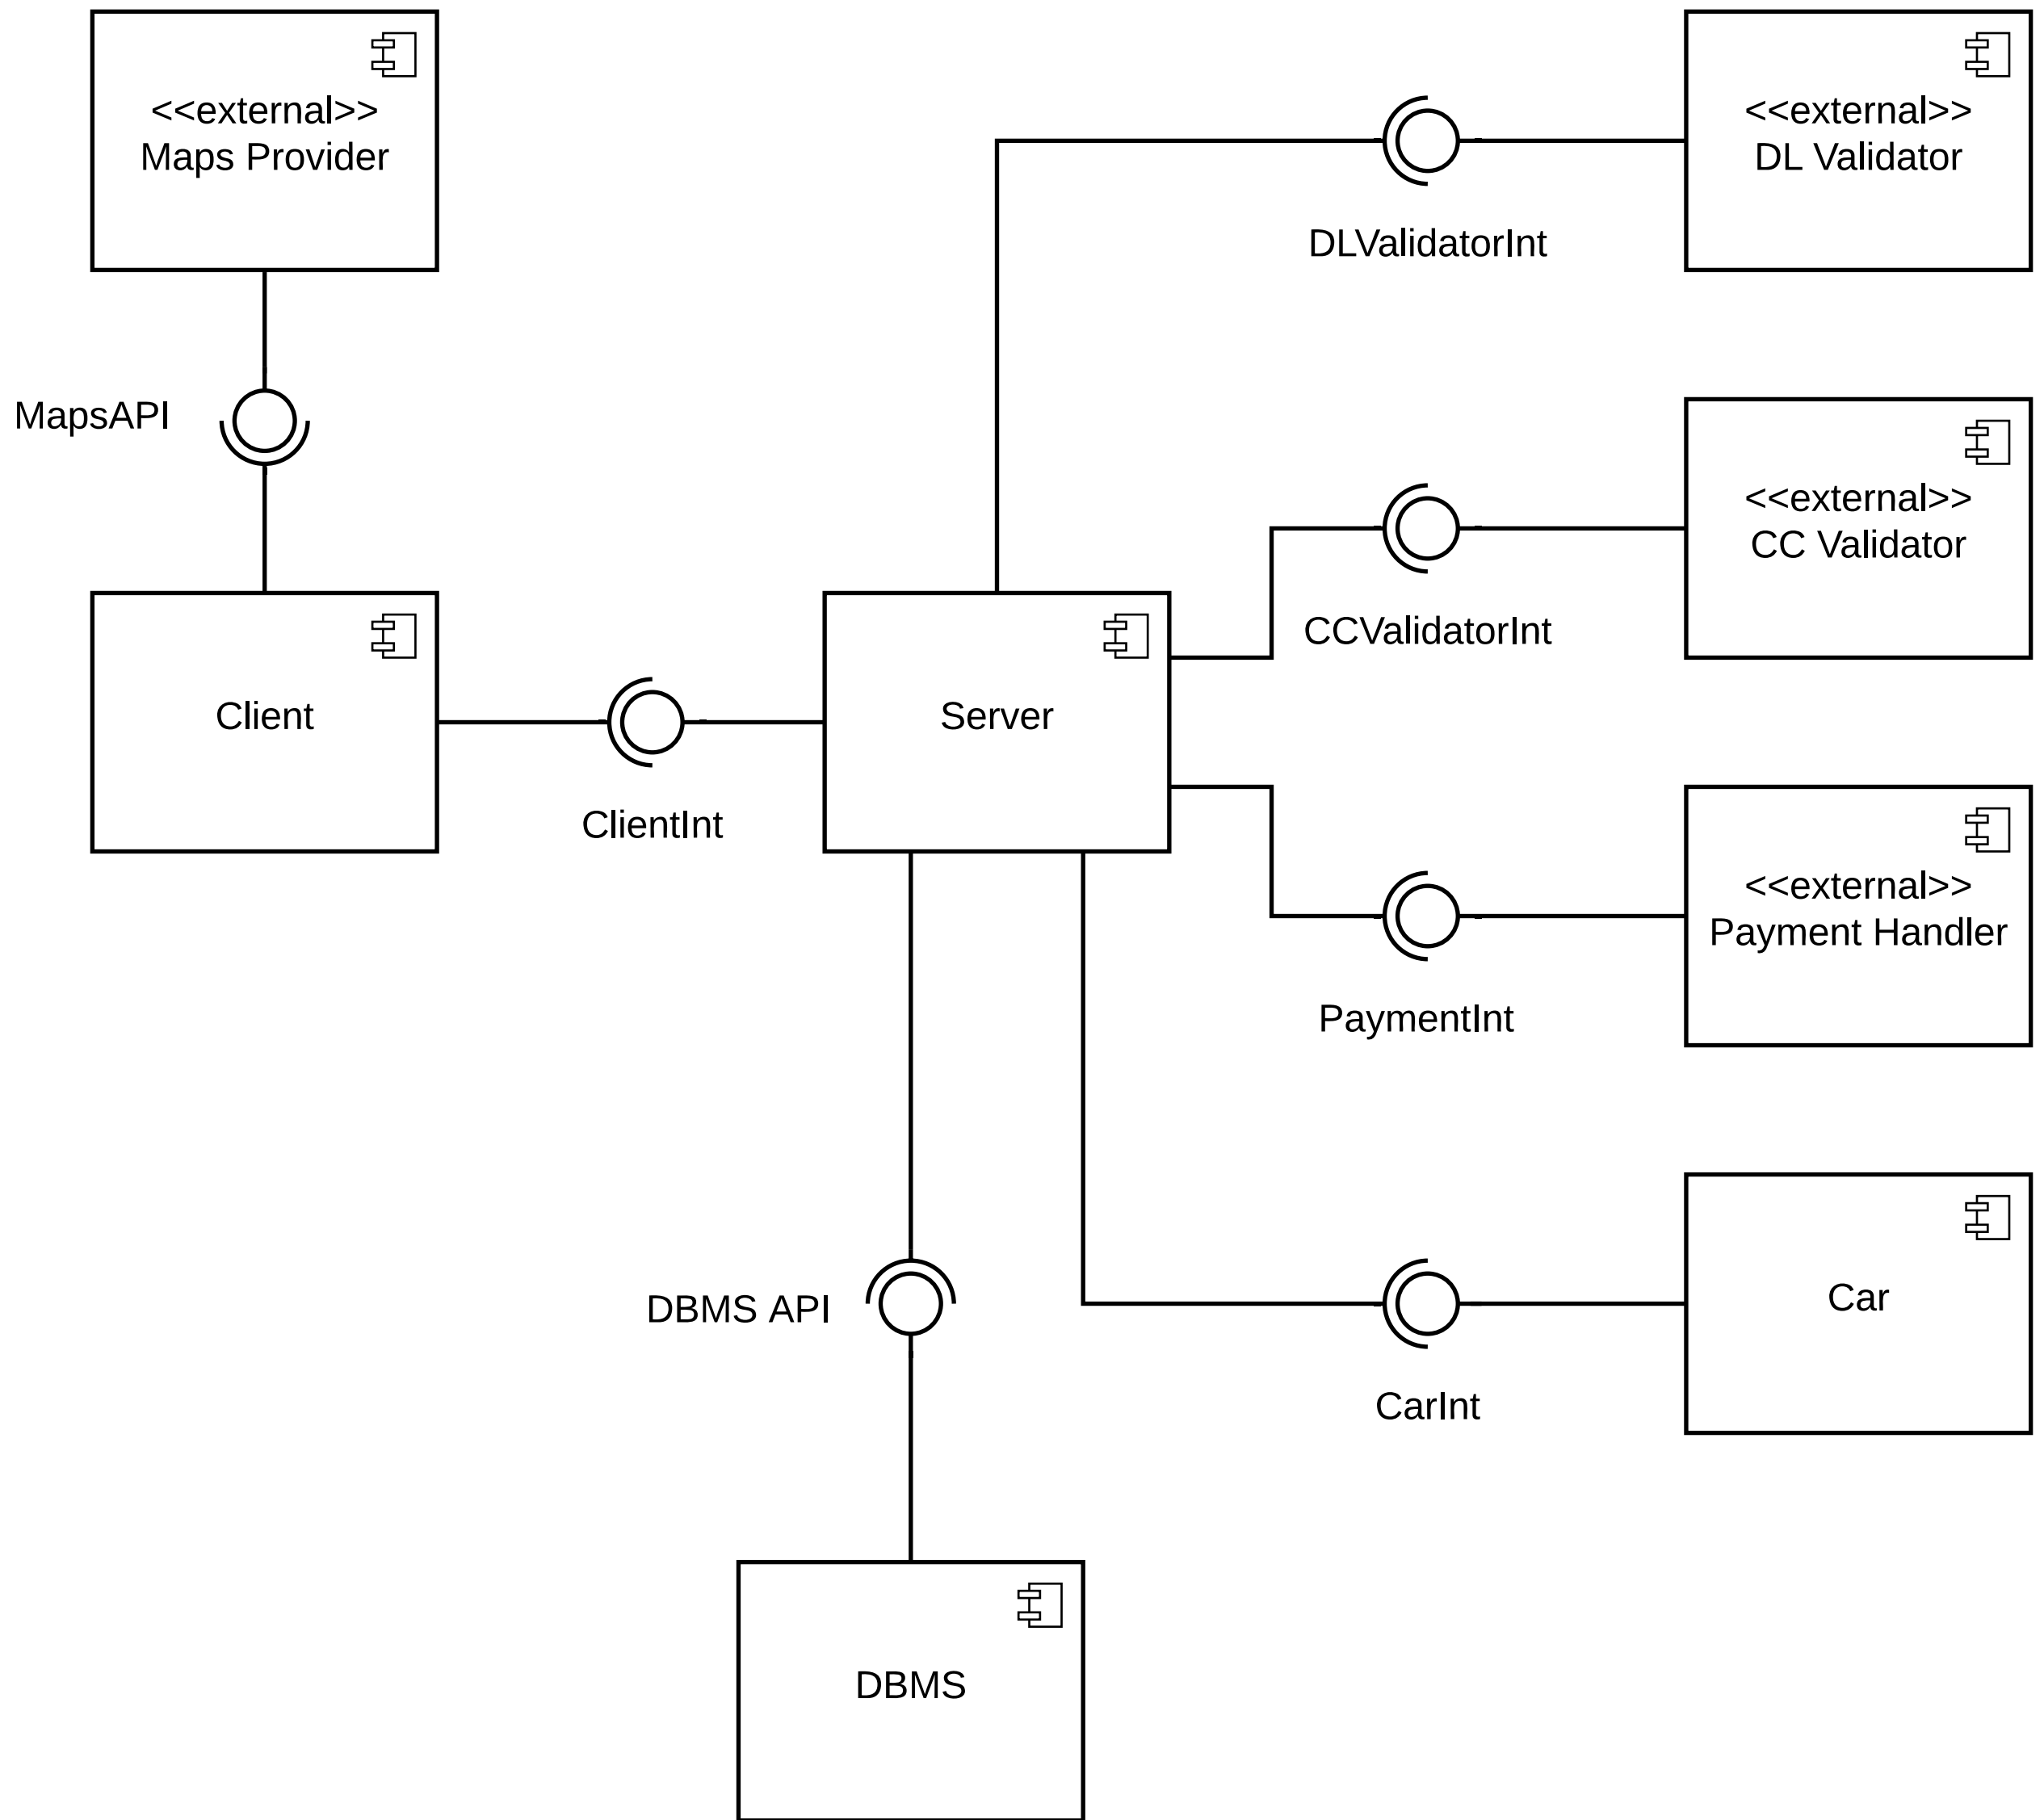 <<external>>
Maps Provider
<<external>>
DL Validator
DLValidatorInt
MapsAPI
<<external>>
CC Validator
CCValidatorInt
Client
Server
ClientInt
<<external>>
Payment Handler
PaymentInt
DBMS API
Car
CarInt
DBMS